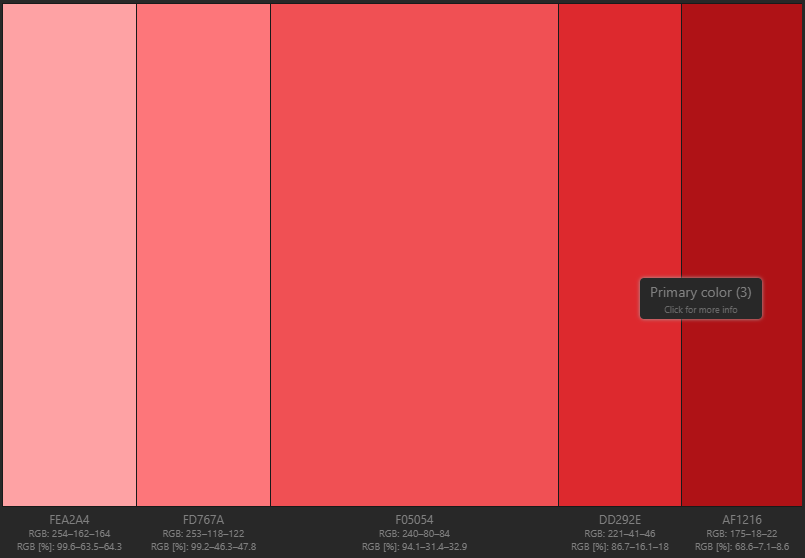 Primary color (3)
Click for more info
FEA2A4
RGB: 254–162–164
RGB [%]: 99.6–63.5–64.3
FD767A
RGB: 253–118–122
RGB [%]: 99.2–46.3–47.8
F05054
RGB: 240–80–84
RGB [%]: 94.1–31.4–32.9
DD292E
RGB: 221–41–46
RGB [%]: 86.7–16.1–18
AF1216
RGB: 175–18–22
RGB [%]: 68.6–7.1–8.6